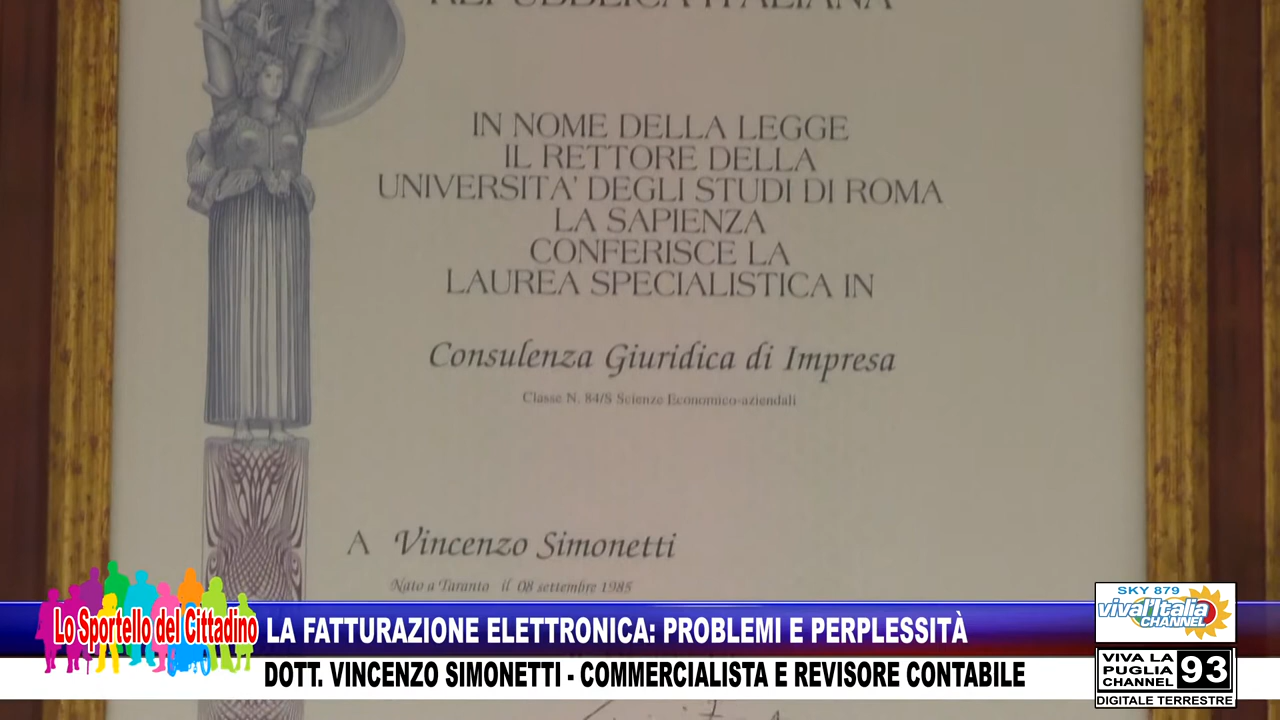 REPUBBLICA ITALIANA
IN NOME DELLA LEGGE
IL RETTORE DELLA
UNIVERSITA' DEGLI STUDI DI ROMA
LA SAPIENZA
CONFERISCE LA
LAUREA SPECIALISTICA IN
Consulenza Giuridica di Impresa
Classe N. 84/S Scienze Economico-aziendali
A Vincenzo Simonetti
Nato a Taranto il 08 settembre 1985
Lo Sportello del Cittadino
LA FATTURAZIONE ELETTRONICA: PROBLEMI E PERPLESSITÀ
DOTT. VINCENZO SIMONETTI - COMMERCIALISTA E REVISORE CONTABILE
SKY 879
viva l'Italia
CHANNEL
VIVA LA
PUGLIA
CHANNEL
93
DIGITALE TERRESTRE